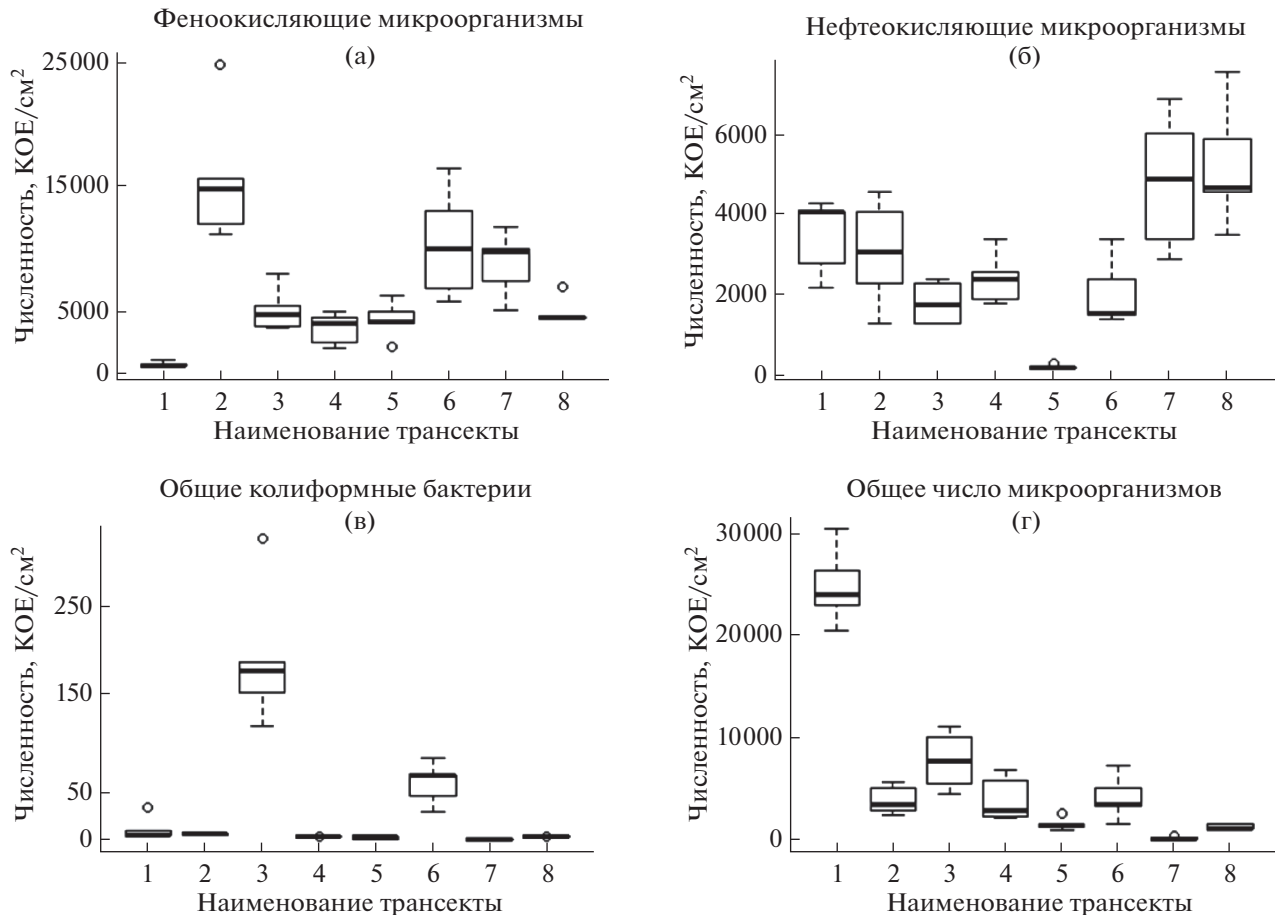 Феноокисляющие микроорганизмы
(а)
Численность, КОЕ/см²
25000
15000
5000
0
1 2 3 4 5 6 7 8
Наименование трансекты
Нефтеокисляющие микроорганизмы
(б)
Численность, КОЕ/см²
6000
4000
2000
0
1 2 3 4 5 6 7 8
Наименование трансекты
Общие колиформные бактерии
(в)
Численность, КОЕ/см²
250
150
50
0
1 2 3 4 5 6 7 8
Наименование трансекты
Общее число микроорганизмов
(г)
Численность, КОЕ/см²
30000
20000
10000
0
1 2 3 4 5 6 7 8
Наименование трансекты